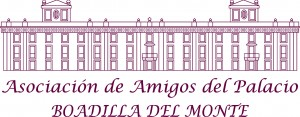 Asociación de Amigos del Palacio
BOADILLA DEL MONTE